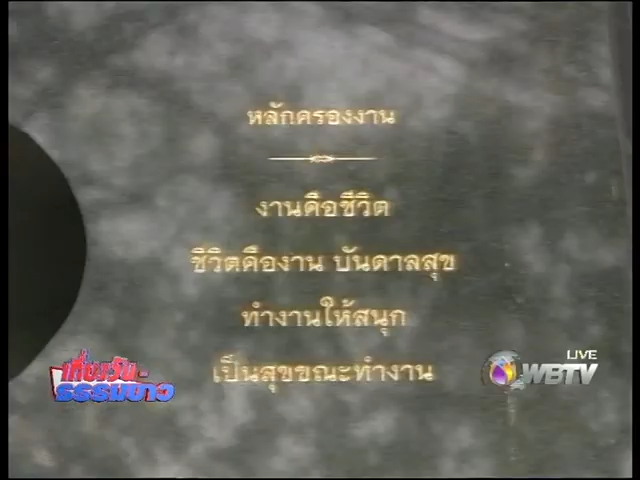 หลักครองงาน
งานคือชีวิต
ชีวิตคืองาน บันดาลสุข
ทำงานให้สนุก
เป็นสุขขณะทำงาน
เที่ยงวัน
ธรรมขาว
LIVE
WBTV